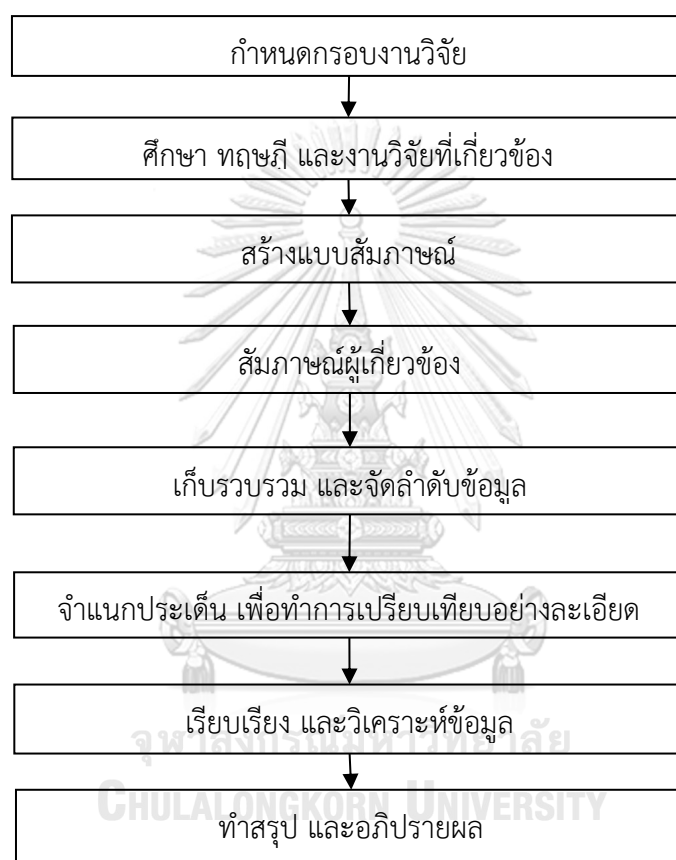 กำหนดกรอบงานวิจัย
ศึกษา ทฤษฎี และงานวิจัยที่เกี่ยวข้อง
สร้างแบบสัมภาษณ์
สัมภาษณ์ผู้เกี่ยวข้อง
เก็บรวบรวม และจัดลำดับข้อมูล
จำแนกประเด็น เพื่อทำการเปรียบเทียบอย่างละเอียด
เรียบเรียง และวิเคราะห์ข้อมูล
จุฬาลงกรณ์มหาวิทยาลัย
CHULALONGKORN UNIVERSITY
ทำสรุป และอภิปรายผล